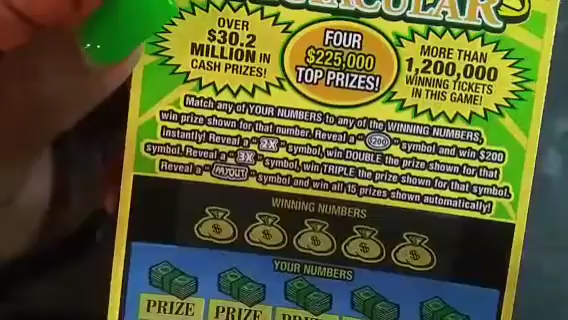 OVER
$30.2
MILLION IN
CASH PRIZES!
FOUR
$225,000
TOP PRIZES!
MORE THAN
1,200,000
WINNING TICKETS
IN THIS GAME!
Match any of YOUR NUMBERS to any of the WINNING NUMBERS,
win prize shown for that number. Reveal a "$200" symbol and win $200
instantly! Reveal a "2X" symbol, win DOUBLE the prize shown for that
symbol. Reveal a "3X" symbol, win TRIPLE the prize shown for that symbol.
Reveal a "PAYOUT" symbol and win all 15 prizes shown automatically!
WINNING NUMBERS
YOUR NUMBERS
PRIZE PRIZE